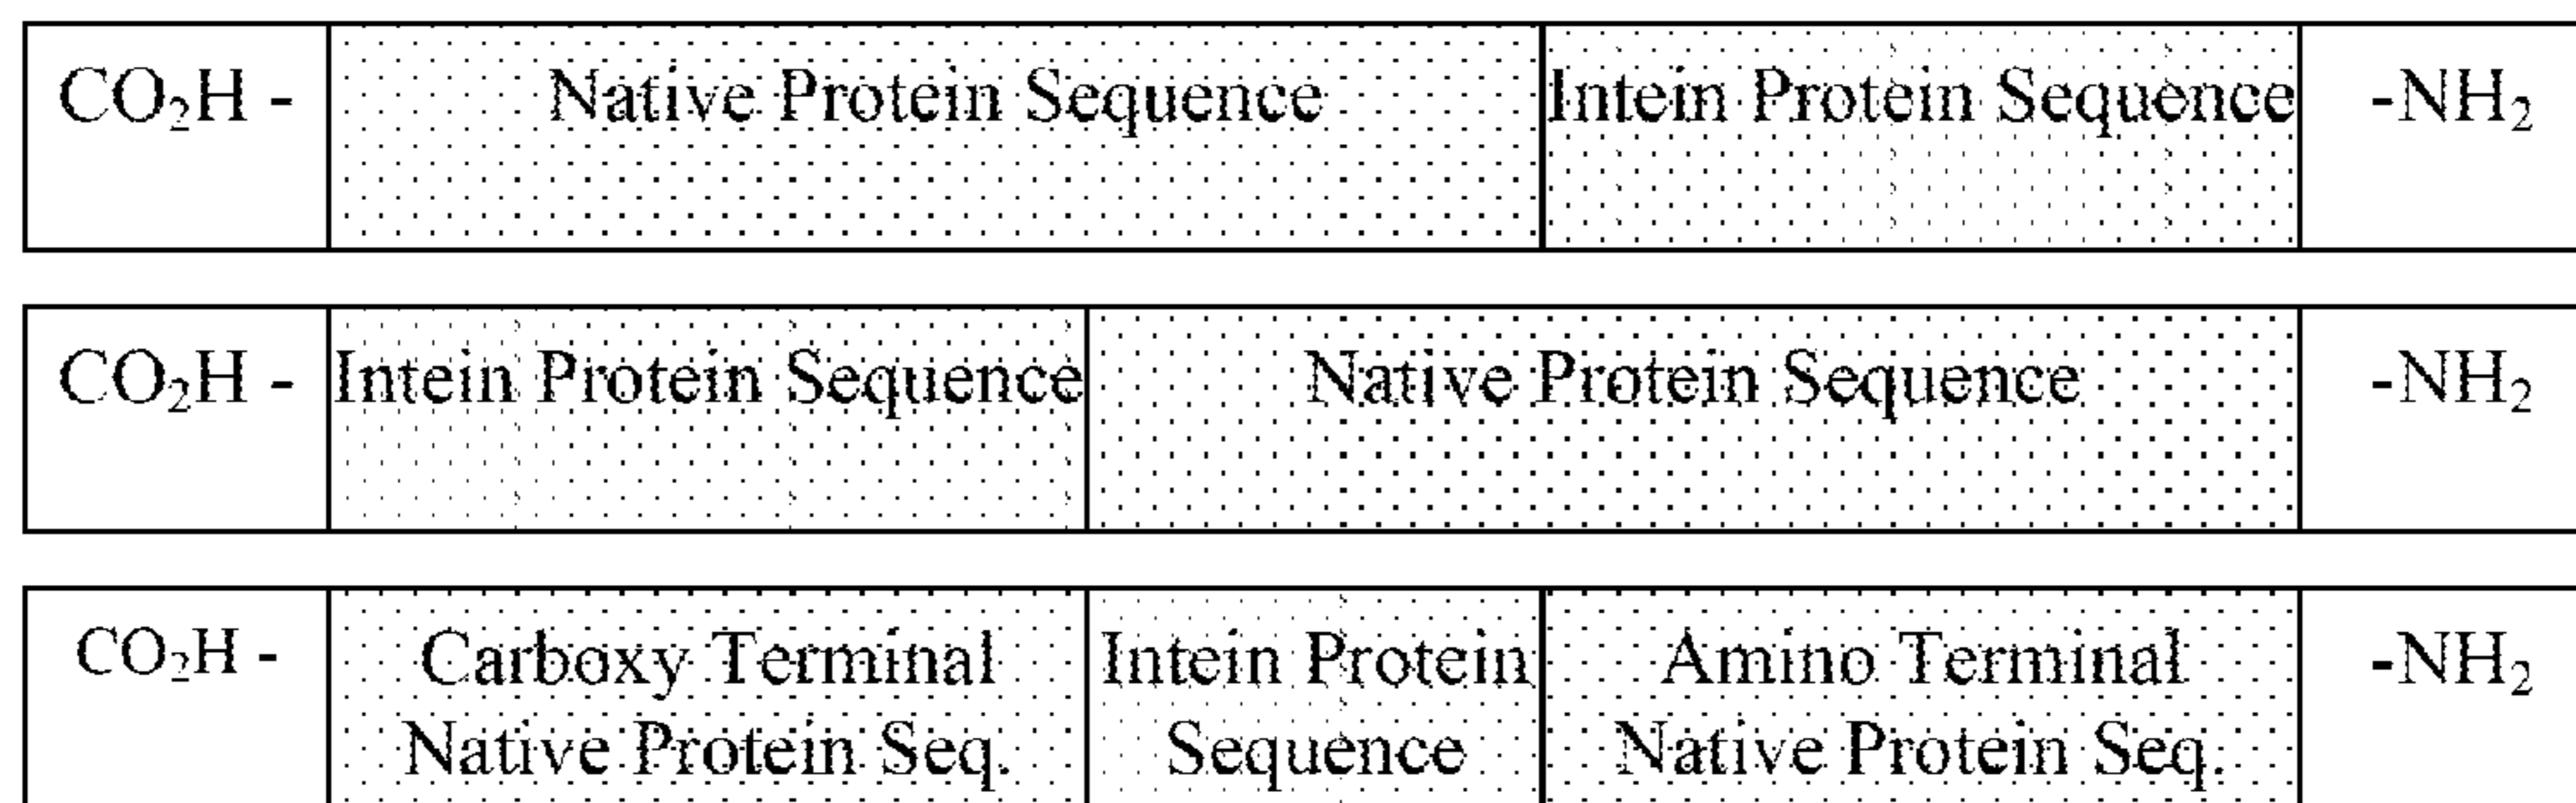 CO₂H - Native Protein Sequence Intein Protein Sequence -NH₂
CO₂H - Intein Protein Sequence Native Protein Sequence -NH₂
CO₂H - Carboxy Terminal Intein Protein Amino Terminal -NH₂
Native Protein Seq. Sequence Native Protein Seq.